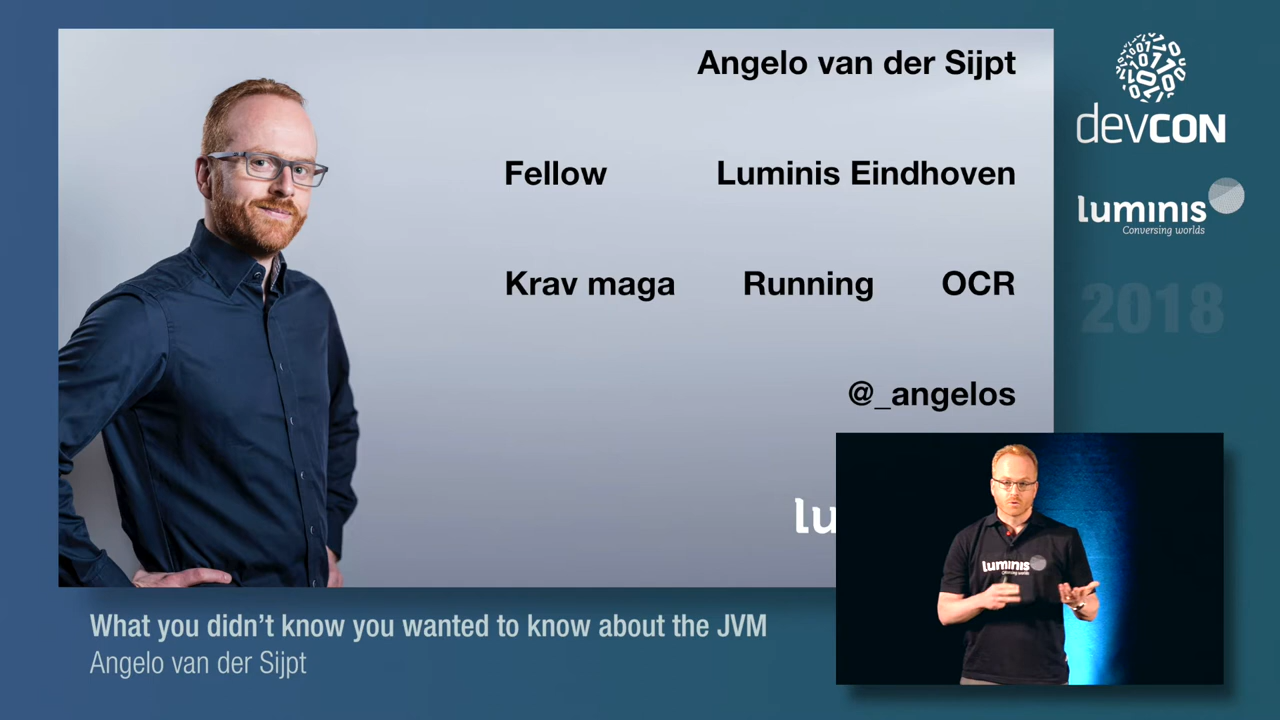 Angelo van der Sijpt
Fellow Luminis Eindhoven
Krav maga Running OCR
@_angelos
lu
devCON
luminis
Conversing worlds
2018
luminis
What you didn't know you wanted to know about the JVM
Angelo van der Sijpt